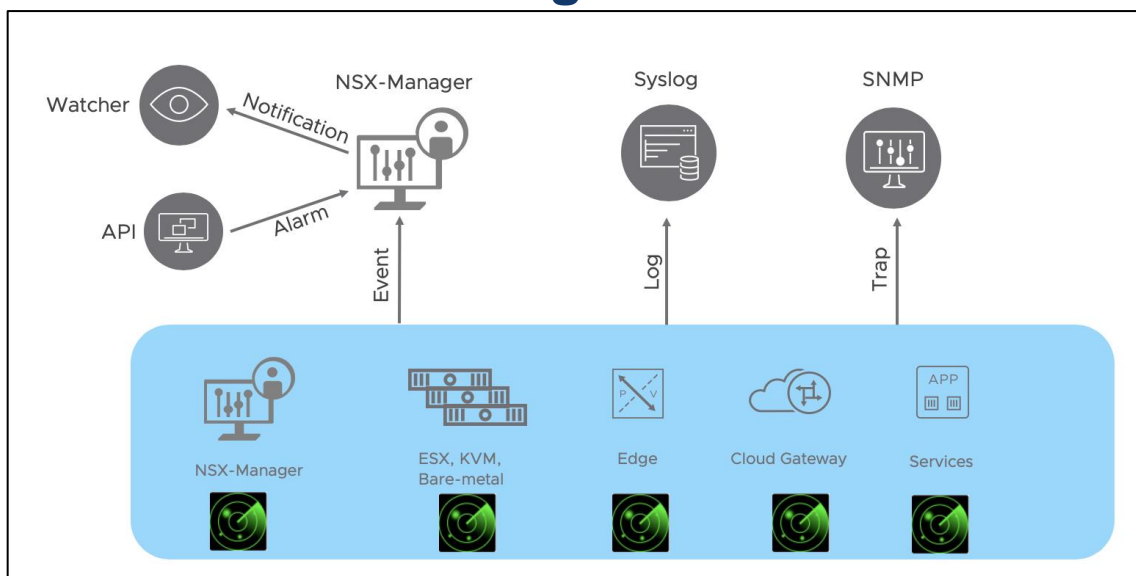 NSX-Manager
Syslog
SNMP
Watcher
Notification
API
Alarm
Event
Log
Trap
P V
APP
NSX-Manager
ESX, KVM,
Bare-metal
Edge
Cloud Gateway
Services